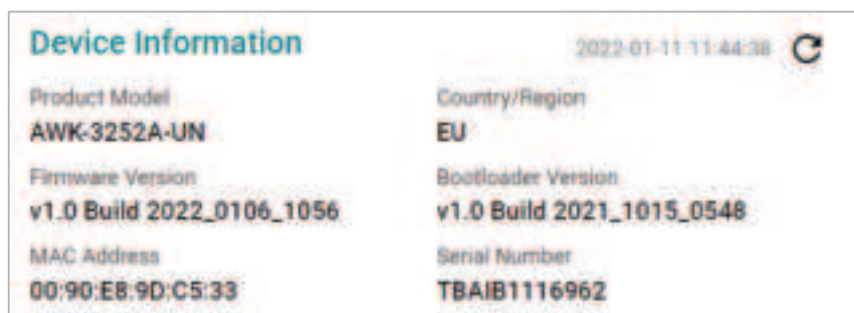 Device Information 2022-01-11 11:44:38
Product Model Country/Region
AWK-3252A-UN EU
Firmware Version Bootloader Version
v1.0 Build 2022_0106_1056 v1.0 Build 2021_1015_0548
MAC Address Serial Number
00:90:E8:9D:C5:33 TBAIB1116962